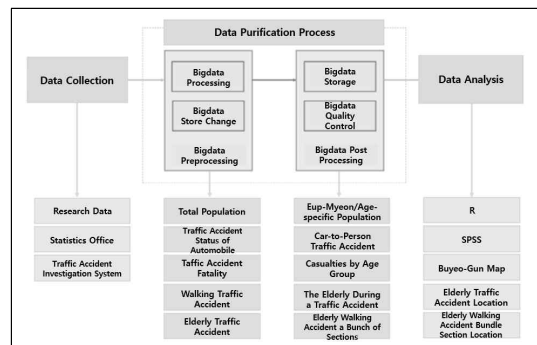 Data Purification Process
Data Collection
Bigdata
Processing
Bigdata
Store Change
Bigdata
Preprocessing
Bigdata
Storage
Bigdata
Quality
Control
Bigdata Post
Processing
Data Analysis
Research Data
Statistics Office
Traffic Accident
Investigation System
Total Population
Traffic Accident
Status of
Automobile
Taffic Accident
Fatality
Walking Traffic
Accident
Elderly Traffic
Accident
Eup-Myeon/Age-
specific Population
Car-to-Person
Traffic Accident
Casualties by Age
Group
The Elderly During
a Traffic Accident
Elderly Walking
Accident a Bunch of
Sections
R
SPSS
Buyeo-Gun Map
Elderly Traffic
Accident Location
Elderly Walking
Accident Bundle
Section Location